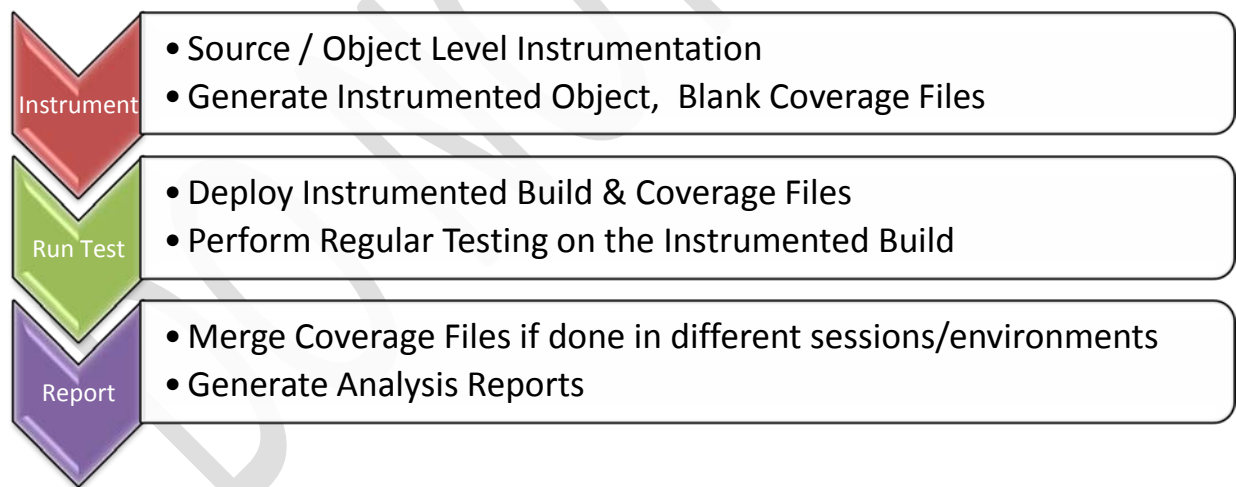 Instrument
• Source / Object Level Instrumentation
• Generate Instrumented Object, Blank Coverage Files
Run Test
• Deploy Instrumented Build & Coverage Files
• Perform Regular Testing on the Instrumented Build
Report
• Merge Coverage Files if done in different sessions/environments
• Generate Analysis Reports